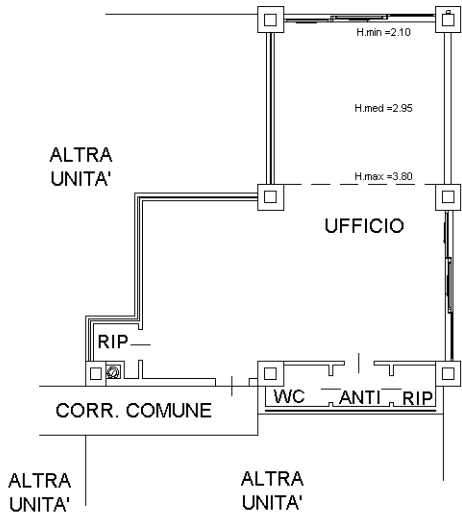 H.min =2.10
H.med =2.95
ALTRA
UNITA'
H.max =3.80
UFFICIO
RIP
WC
ANTI
RIP
CORR. COMUNE
ALTRA
UNITA'
ALTRA
UNITA'